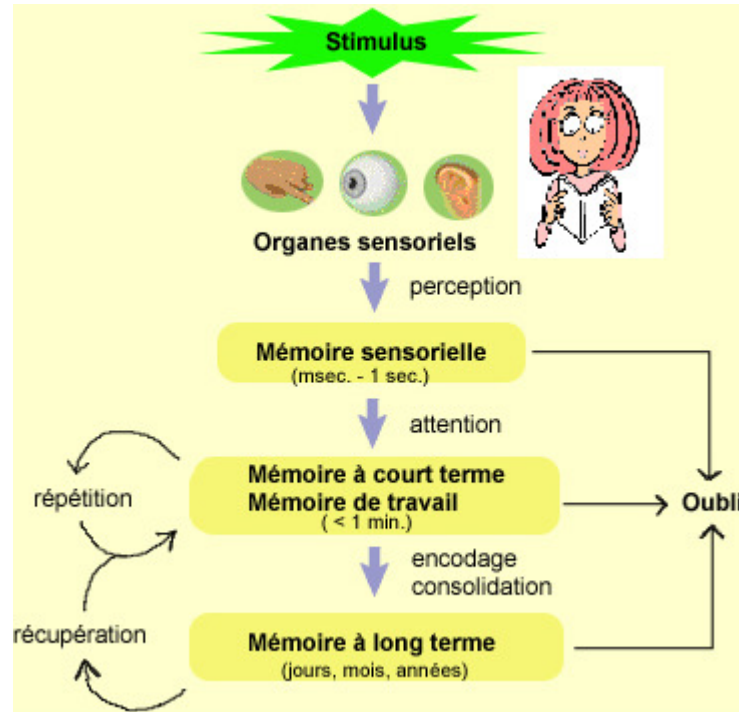 Stimulus
Organes sensoriels
perception
Mémoire sensorielle
(msec. - 1 sec.)
attention
Mémoire à court terme
Mémoire de travail
( < 1 min.)
répétition
Oubli
encodage
consolidation
récupération
Mémoire à long terme
(jours, mois, années)